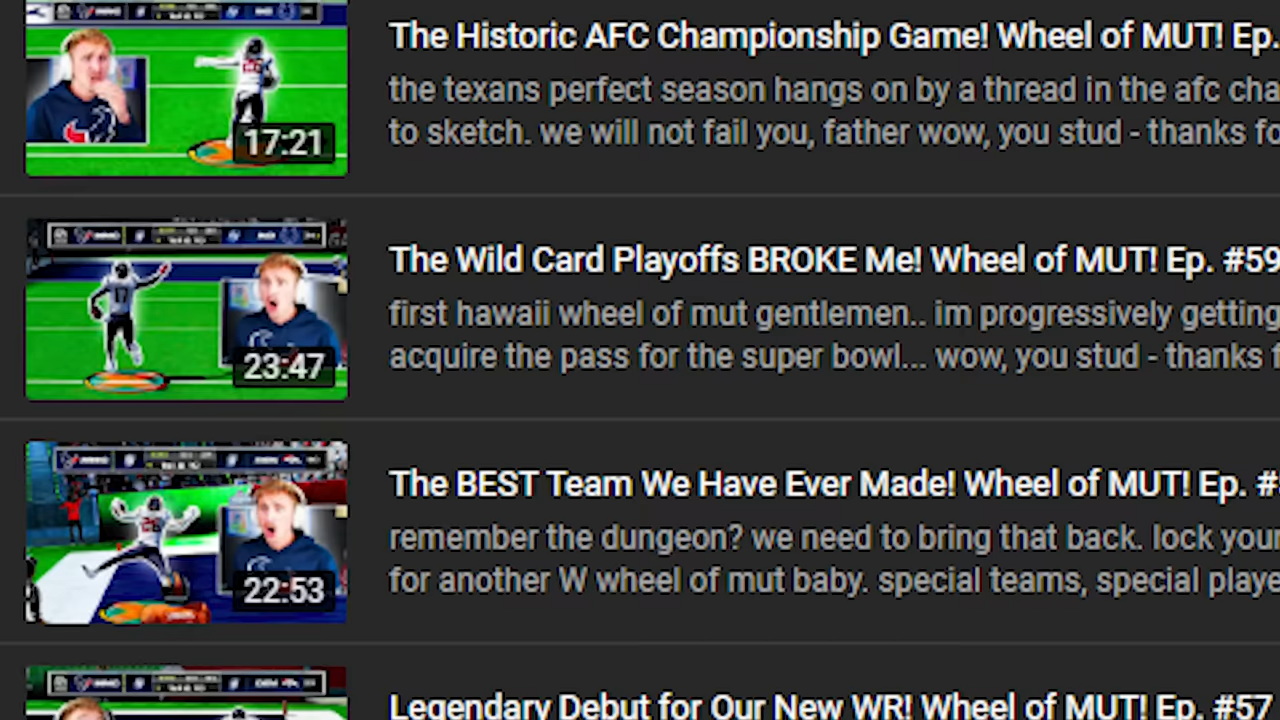 The Historic AFC Championship Game! Wheel of MUT! Ep.
the texans perfect season hangs on by a thread in the afc cha
to sketch. we will not fail you, father wow, you stud - thanks fo
17:21
The Wild Card Playoffs BROKE Me! Wheel of MUT! Ep. #59
first hawaii wheel of mut gentlemen.. im progressively getting
acquire the pass for the super bowl... wow, you stud - thanks f
23:47
17
The BEST Team We Have Ever Made! Wheel of MUT! Ep. #
remember the dungeon? we need to bring that back. lock your
for another W wheel of mut baby. special teams, special playe
22:53
Legendary Debut for Our New WR! Wheel of MUT! Ep. #57